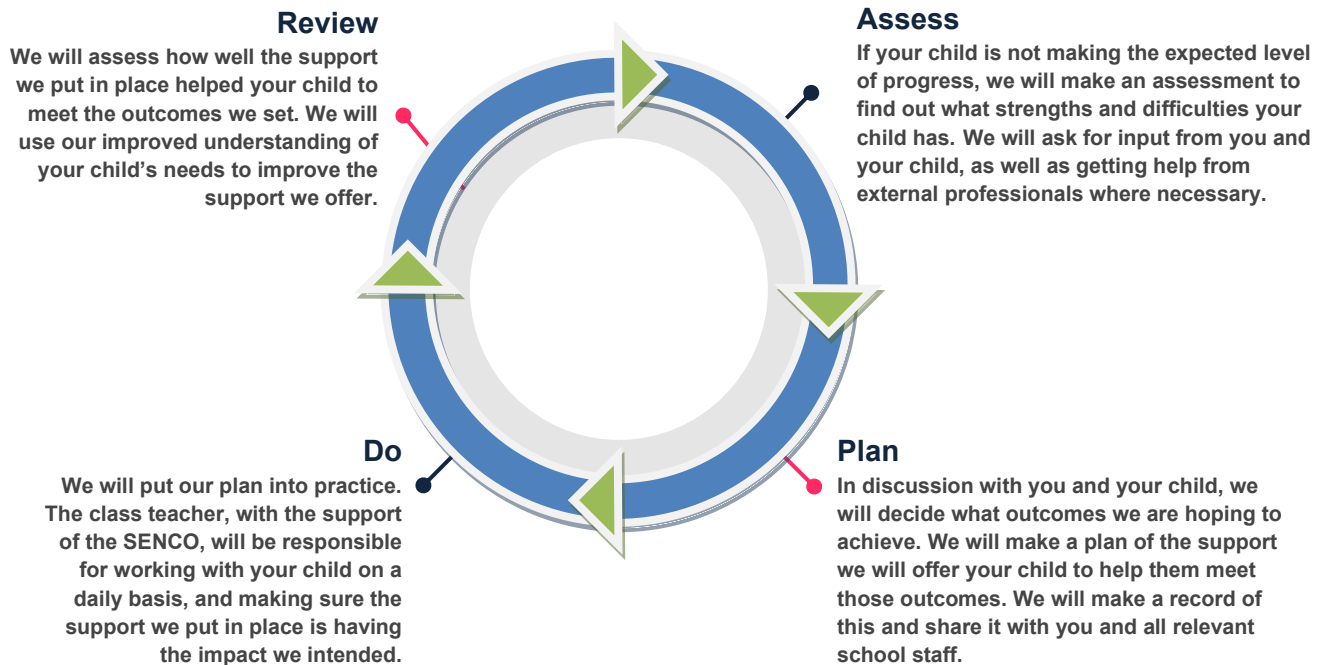 Review
We will assess how well the support
we put in place helped your child to
meet the outcomes we set. We will
use our improved understanding of
your child’s needs to improve the
support we offer.
Assess
If your child is not making the expected level
of progress, we will make an assessment to
find out what strengths and difficulties your
child has. We will ask for input from you and
your child, as well as getting help from
external professionals where necessary.
Do
We will put our plan into practice.
The class teacher, with the support
of the SENCO, will be responsible
for working with your child on a
daily basis, and making sure the
support we put in place is having
the impact we intended.
Plan
In discussion with you and your child, we
will decide what outcomes we are hoping to
achieve. We will make a plan of the support
we will offer your child to help them meet
those outcomes. We will make a record of
this and share it with you and all relevant
school staff.